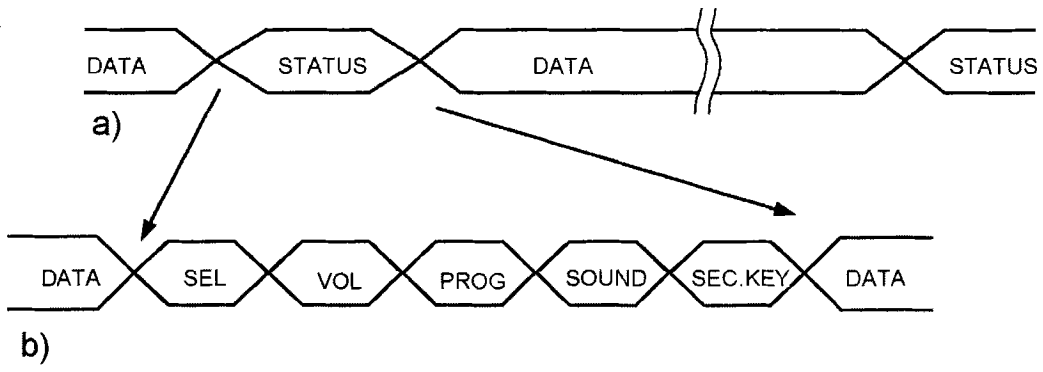 DATA STATUS DATA STATUS
a)
DATA SEL VOL PROG SOUND SEC.KEY DATA
b)